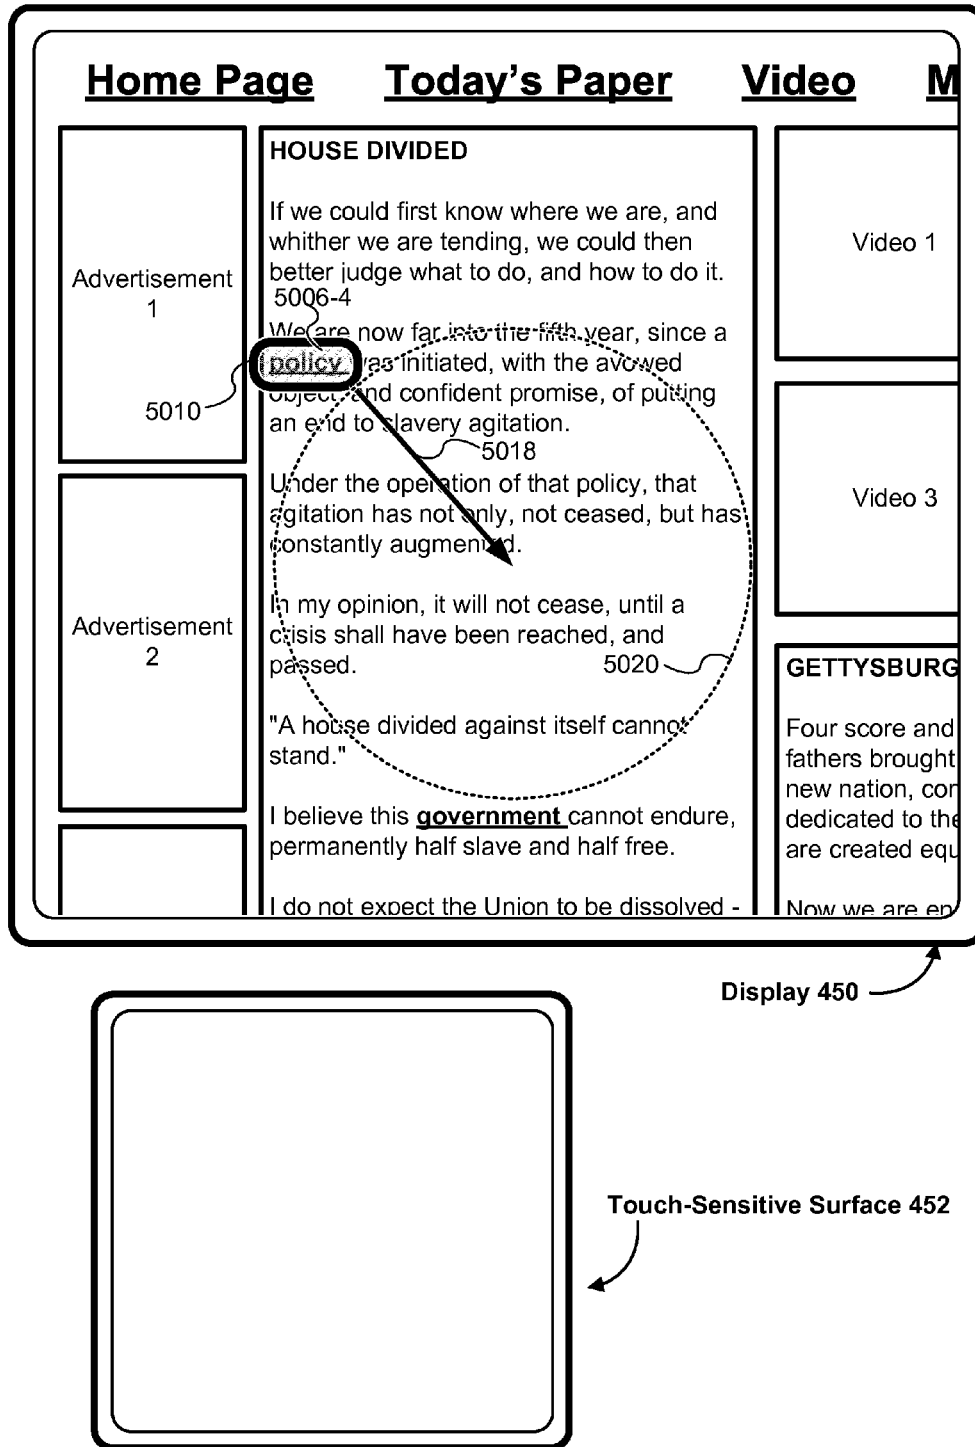 Home Page Today's Paper Video M
Advertisement
1
Advertisement
2
HOUSE DIVIDED
If we could first know where we are, and
whither we are tending, we could then
better judge what to do, and how to do it.
5006-4
We are now far into the fifth year, since a
policy was initiated, with the avowed
object, and confident promise, of putting
an end to slavery agitation.
5010
5018
Under the operation of that policy, that
agitation has not only, not ceased, but has
constantly augmented.
In my opinion, it will not cease, until a
crisis shall have been reached, and
passed.
5020
"A house divided against itself cannot
stand."
I believe this government cannot endure,
permanently half slave and half free.
I do not expect the Union to be dissolved -
Video 1
Video 3
GETTYSBURG
Four score and
fathers brought
new nation, con
dedicated to the
are created equ
Now we are en
Display 450
Touch-Sensitive Surface 452